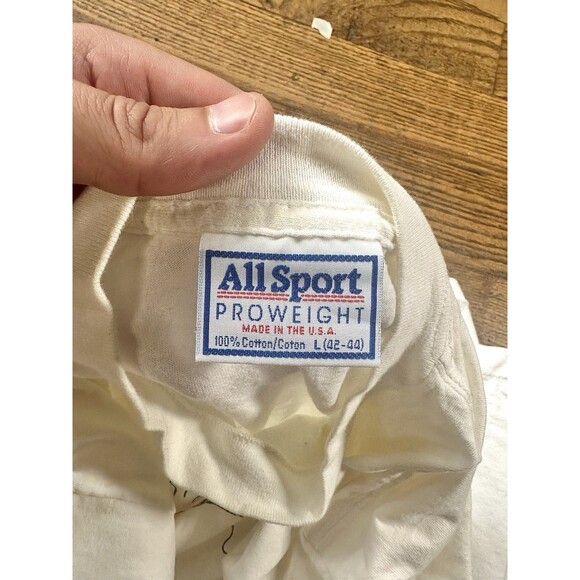 All Sport
PROWEIGHT
MADE IN THE U.S.A.
100% Cotton/Coton L (42-44)